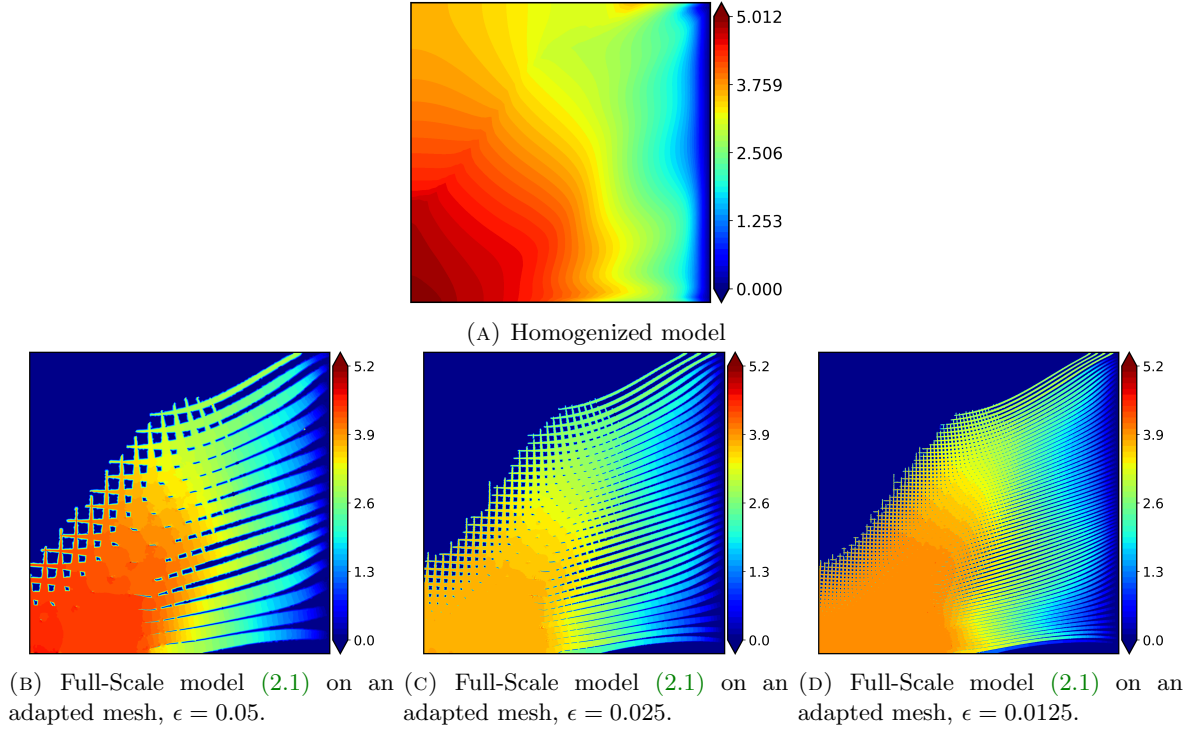 5.012
3.759
2.506
1.253
0.000
(A) Homogenized model
5.2
3.9
2.6
1.3
0.0
5.2
3.9
2.6
1.3
0.0
5.2
3.9
2.6
1.3
0.0
(B) Full-Scale model (2.1) on an
adapted mesh, ϵ = 0.05.
(C) Full-Scale model (2.1) on an
adapted mesh, ϵ = 0.025.
(D) Full-Scale model (2.1) on an
adapted mesh, ϵ = 0.0125.